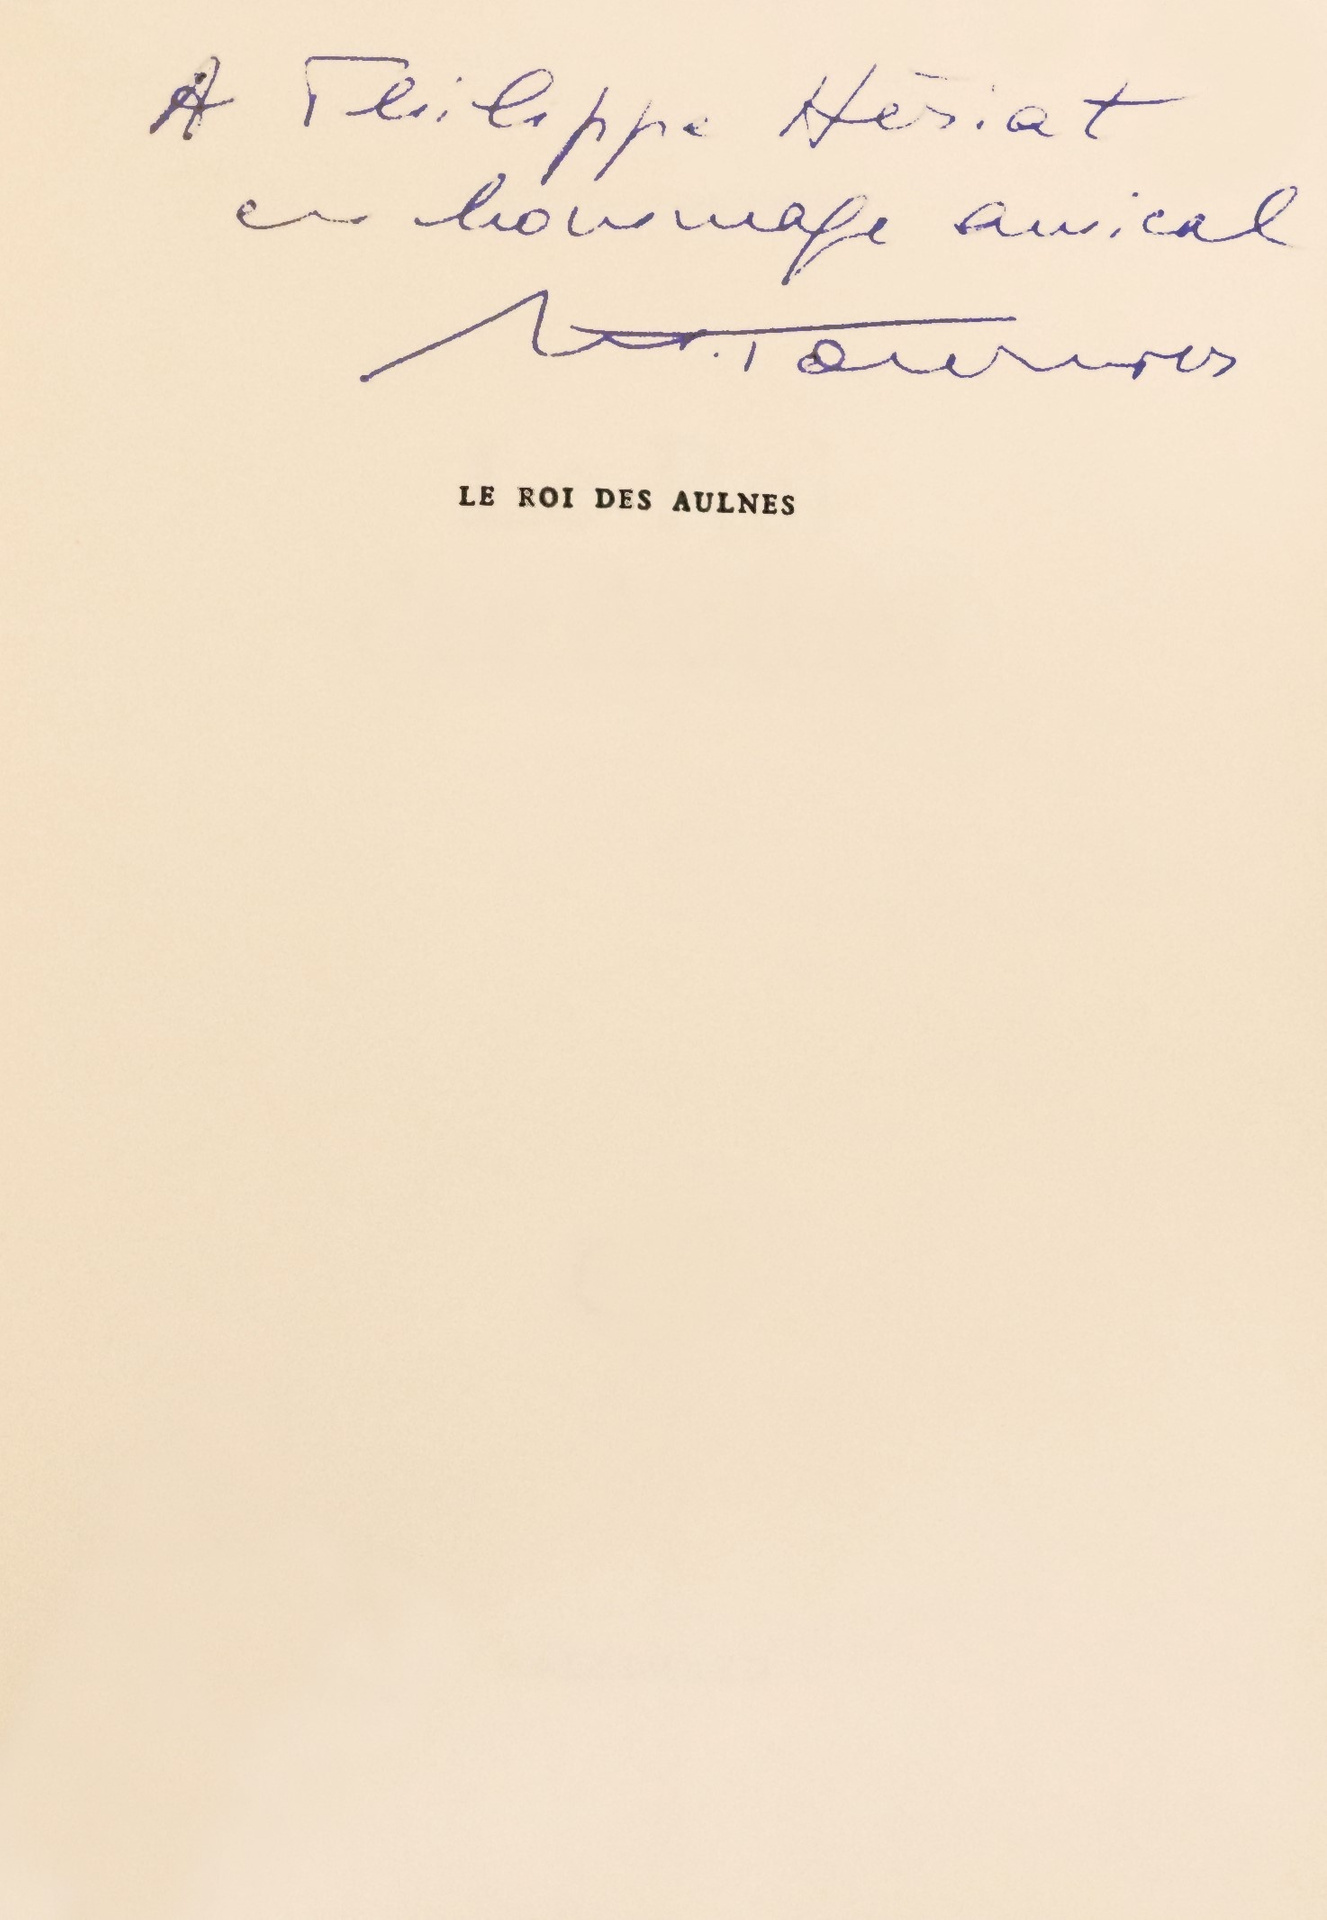 A Philippe Hériat
en hommage amical
M. Tournier
LE ROI DES AULNES